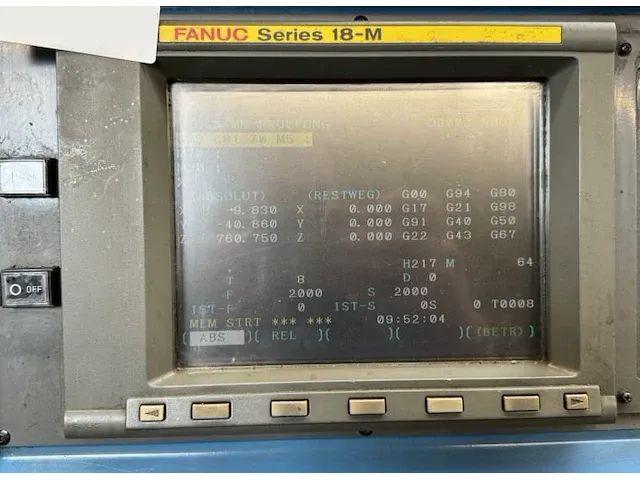 FANUC Series 18-M
(ABSOLUT) (RESTWEG) G00 G94 G80
X -9.830 X 0.000 G17 G21 G98
Y -40.860 Y 0.000 G91 G40 G50
Z 760.750 Z 0.000 G22 G43 G67
H217 M 64
T 8 D 0
F 2000 S 2000
IST-F 0 IST-S 0S 0 T0008
MEM STRT *** *** 09:52:04
( ABS )( REL )( )( )( (BETR) )
OFF